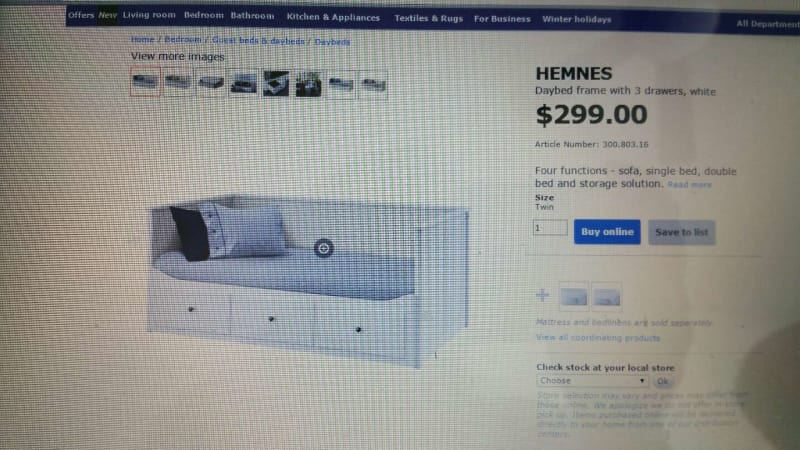 Offers New Living room Bedroom Bathroom Kitchen & Appliances Textiles & Rugs For Business Winter holidays All Department
Home / Bedroom / Guest beds & daybeds / Daybeds
View more images
HEMNES
Daybed frame with 3 drawers, white
$299.00
Article Number: 300.803.16
Four functions - sofa, single bed, double
bed and storage solution. Read more
Size
Twin
1 Buy online Save to list
Mattress and bedlinens are sold seperately.
View all coordinating products
Check stock at your local store
Choose Ok
Store selection may vary and prices may differ from
those online. We apologize we do not offer in-store
pick up. Items purchased online will be delivered
directly to your home from one of our distribution
centers.